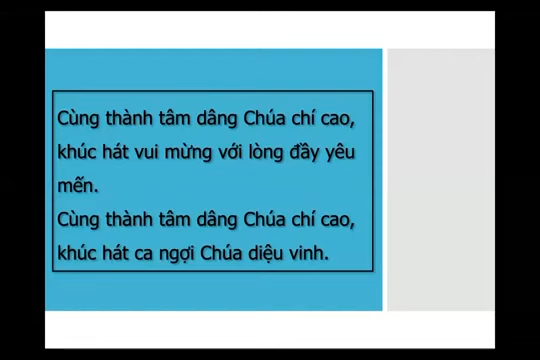 Cùng thành tâm dâng Chúa chí cao,
khúc hát vui mừng với lòng đầy yêu
mến.
Cùng thành tâm dâng Chúa chí cao,
khúc hát ca ngợi Chúa diệu vinh.